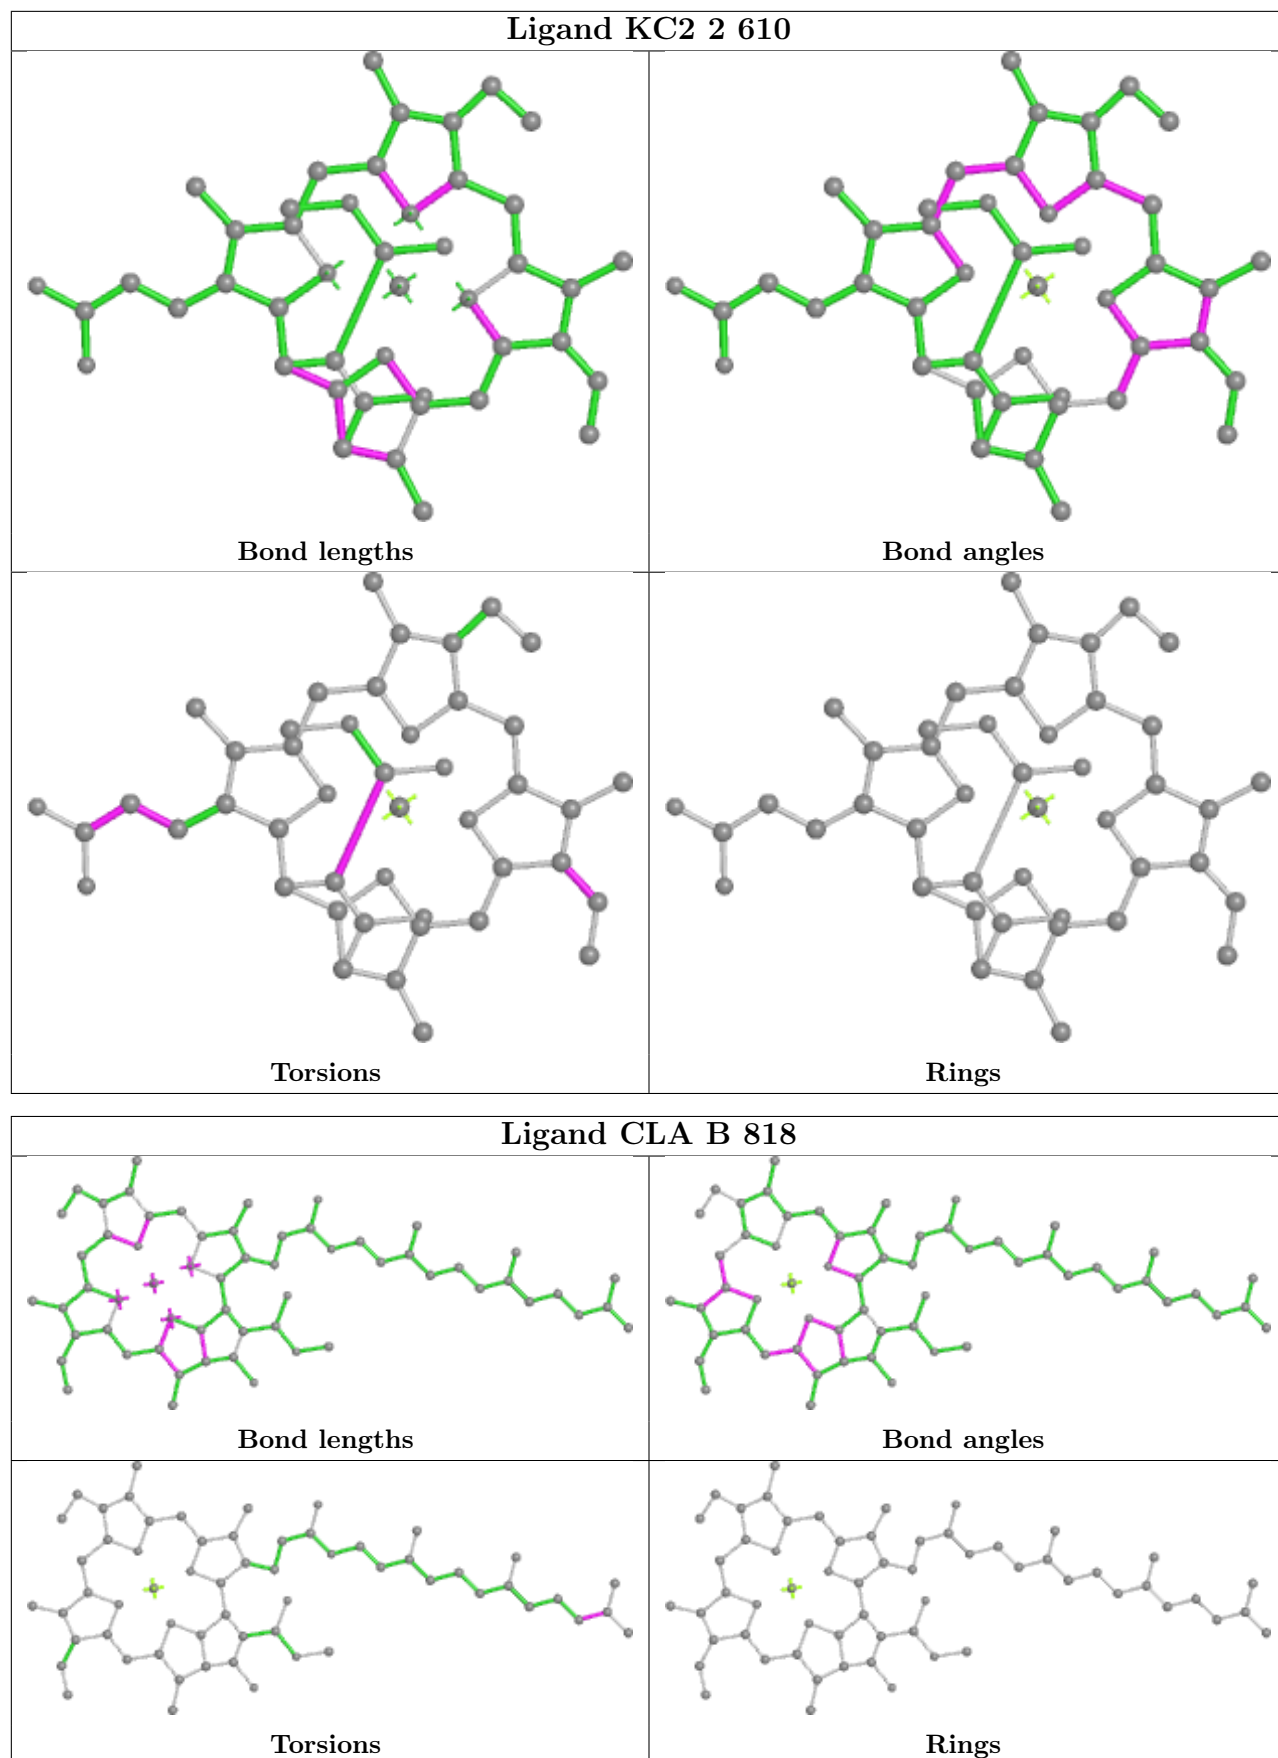 Ligand KC2 2 610
Bond lengths
Bond angles
Torsions
Rings
Ligand CLA B 818
Bond lengths
Bond angles
Torsions
Rings